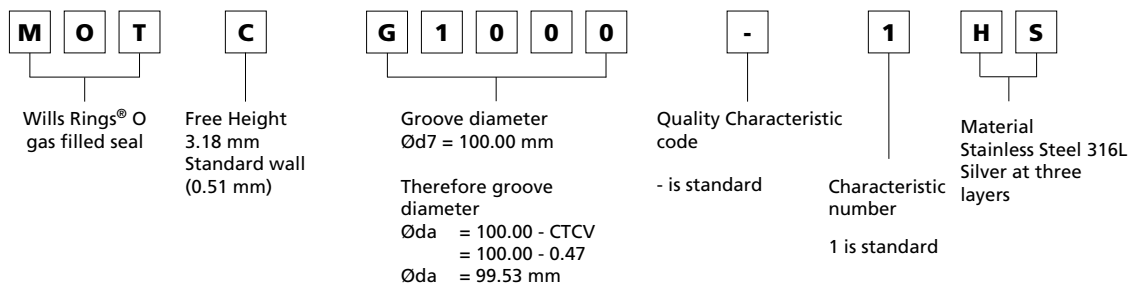 M O T C G 1 0 0 0 - 1 H S
Wills Rings® O
gas filled seal
Free Height
3.18 mm
Standard wall
(0.51 mm)
Groove diameter
Ød7 = 100.00 mm
Therefore groove
diameter
Øda = 100.00 - CTCV
= 100.00 - 0.47
Øda = 99.53 mm
Quality Characteristic
code
- is standard
Characteristic
number
1 is standard
Material
Stainless Steel 316L
Silver at three
layers